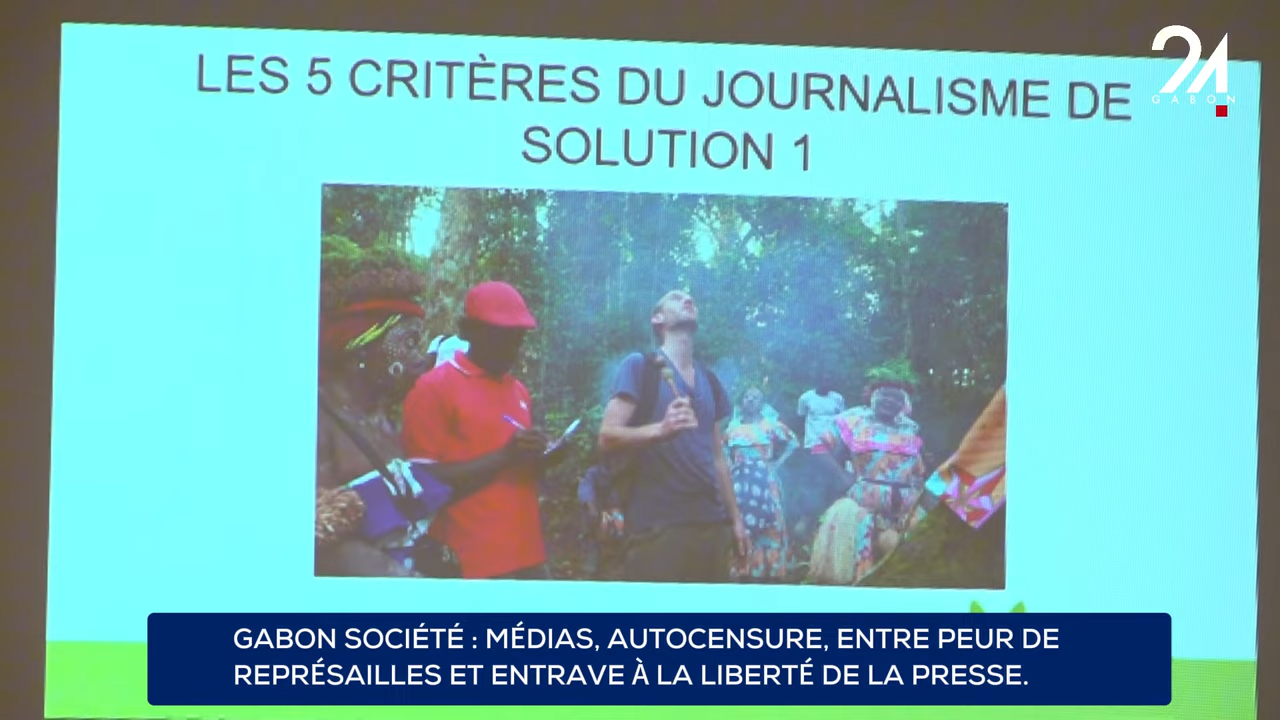 LES 5 CRITÈRES DU JOURNALISME DE
SOLUTION 1
24
GABON
GABON SOCIÉTÉ : MÉDIAS, AUTOCENSURE, ENTRE PEUR DE
REPRÉSAILLES ET ENTRAVE À LA LIBERTÉ DE LA PRESSE.